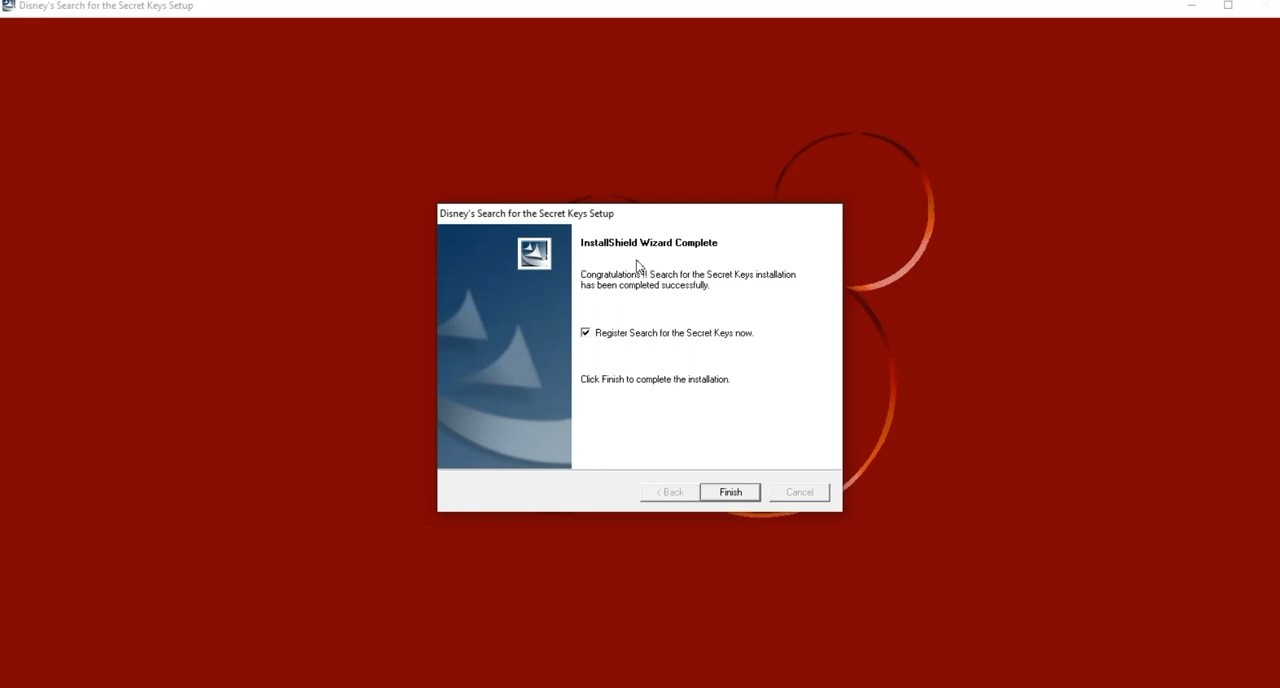 Disney's Search for the Secret Keys Setup
Disney's Search for the Secret Keys Setup
InstallShield Wizard Complete
Congratulations!! Search for the Secret Keys installation
has been completed successfully.
Register Search for the Secret Keys now.
Click Finish to complete the installation.
< Back Finish Cancel